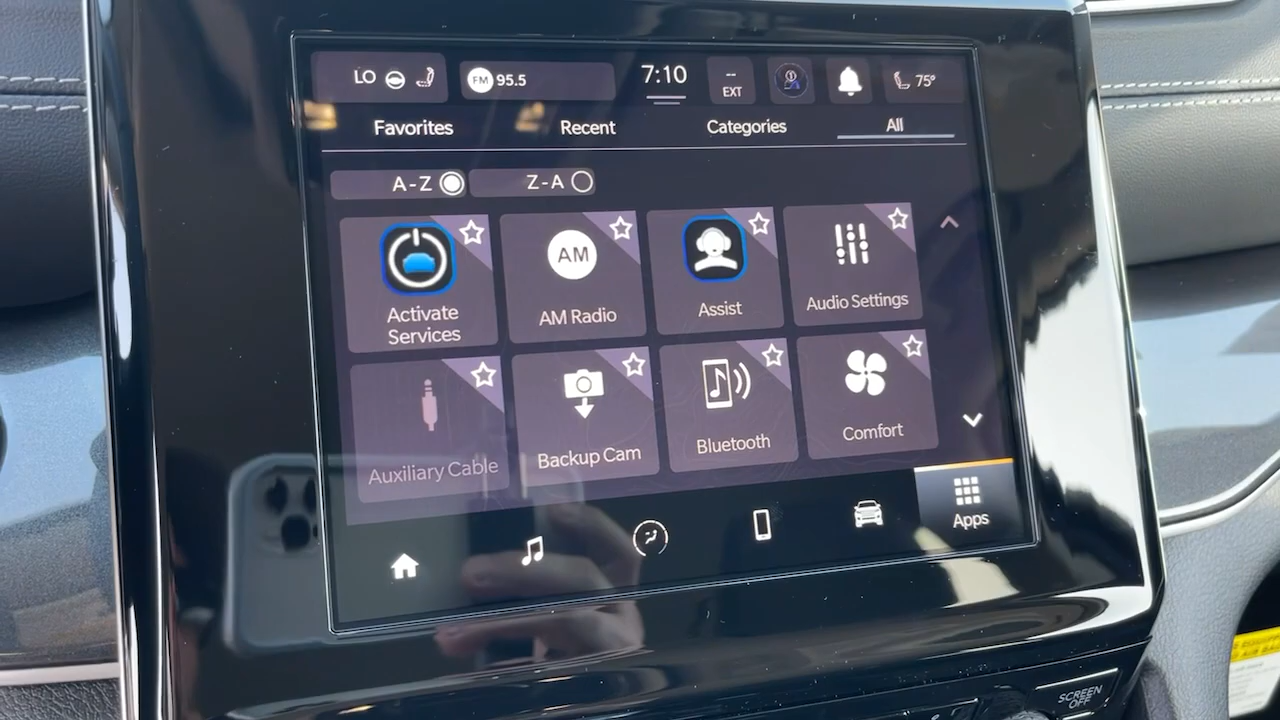 LO
FM 95.5
7:10
--
EXT
75°
Favorites
Recent
Categories
All
A-Z
Z-A
Activate
Services
AM
AM Radio
Assist
Audio Settings
Auxiliary Cable
Backup Cam
Bluetooth
Comfort
Apps
SCREEN
OFF